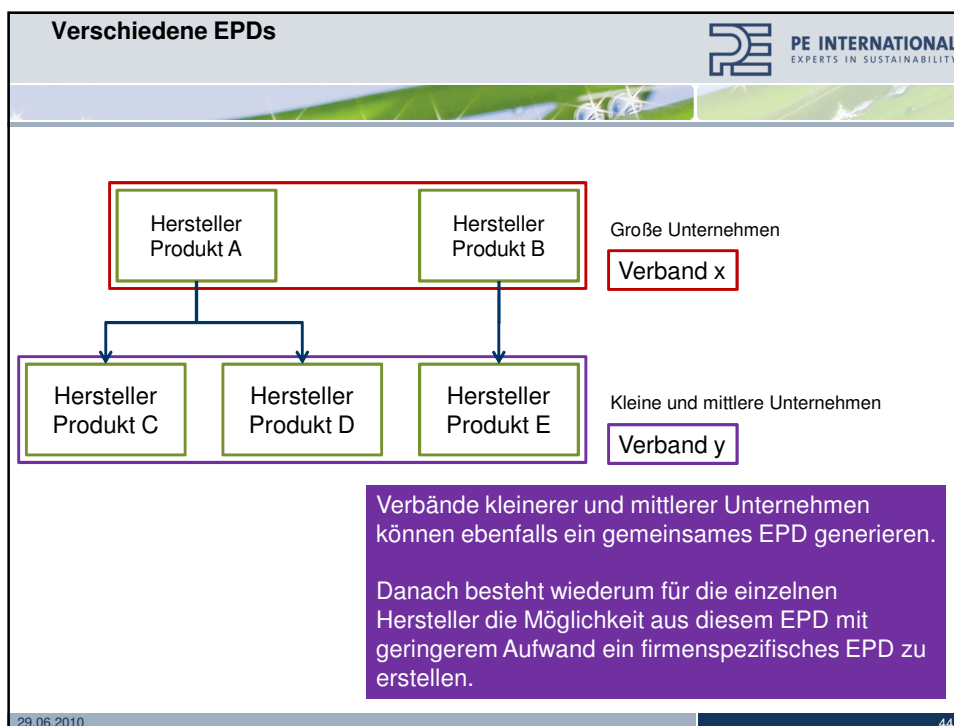 Verschiedene EPDs
PE INTERNATIONAL
EXPERTS IN SUSTAINABILITY
Hersteller
Produkt A
Hersteller
Produkt B
Große Unternehmen
Verband x
Hersteller
Produkt C
Hersteller
Produkt D
Hersteller
Produkt E
Kleine und mittlere Unternehmen
Verband y
Verbände kleinerer und mittlerer Unternehmen
können ebenfalls ein gemeinsames EPD generieren.
Danach besteht wiederum für die einzelnen
Hersteller die Möglichkeit aus diesem EPD mit
geringerem Aufwand ein firmenspezifisches EPD zu
erstellen.
29.06.2010
44